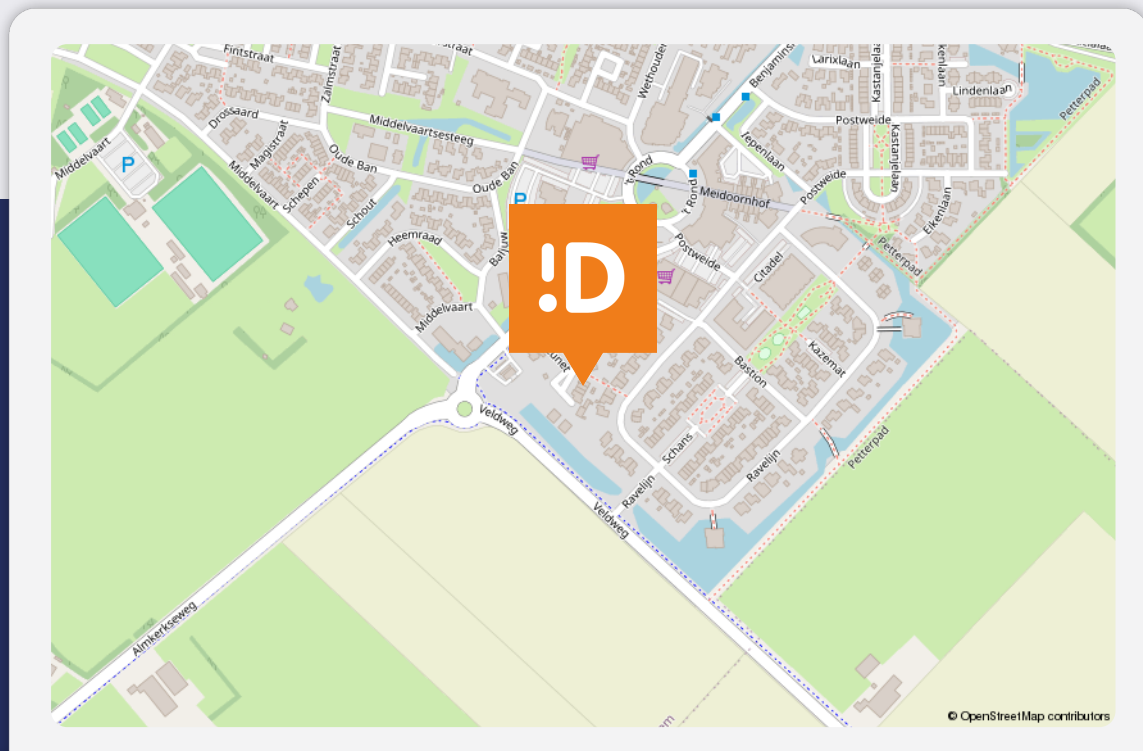 Fintstraat
Zalmstraat
Wethouder
Larixlaan
Kastanjelaan
Lindenlaan
Petterpad
Drossaard
Magistraat
Middelvaartsesteeg
Postweide
Iepenlaan
Kastanjelaan
Middelvaart
P
Oude Ban
Oude Ban
't Rond
Meidoornhof
Postweide
Schepen
Middelvaart
Schout
P
't Rond
Eikenlaan
Heemraad
Postweide
Petterpad
!D
Citadel
Middelvaart
Bastion
Kazemat
Veldweg
Schans
Ravelijn
Petterpad
Ravelijn
Veldweg
Almkerkseweg
© OpenStreetMap contributors